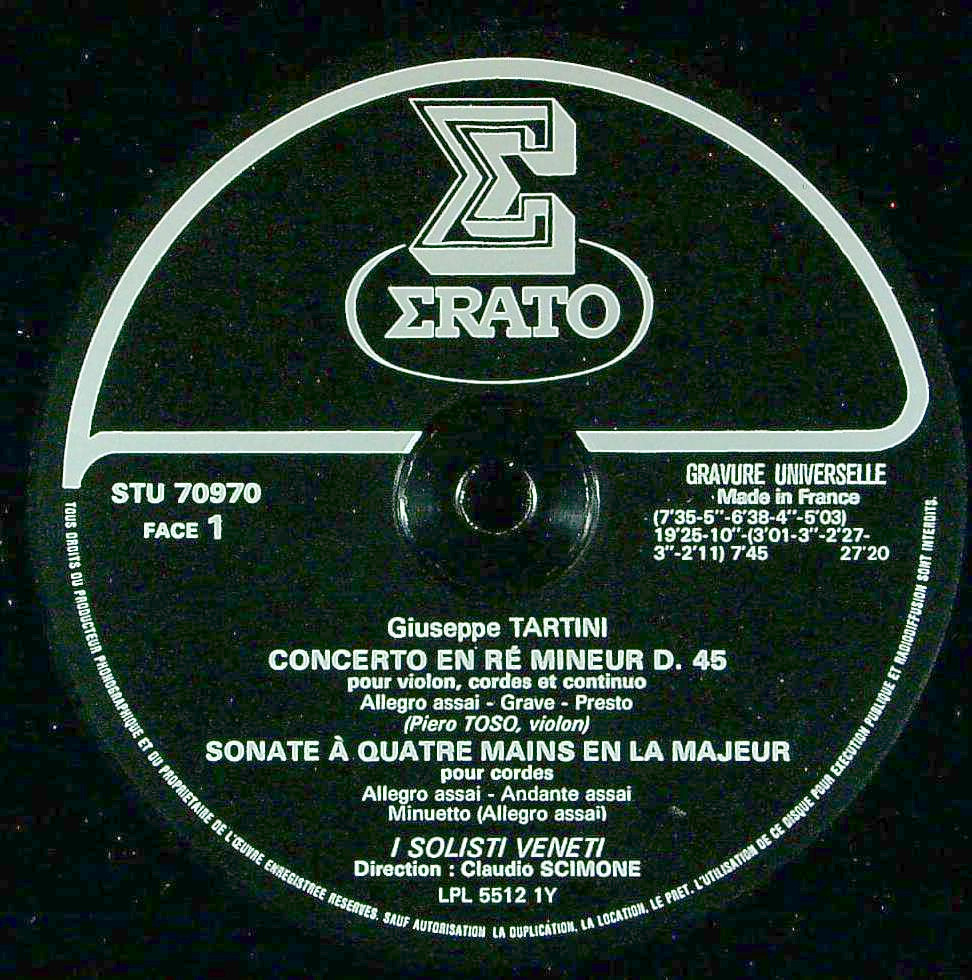 Σ
ΣRATO
STU 70970
FACE 1
GRAVURE UNIVERSELLE
Made in France
(7'35-5"-6'38-4"-5'03)
19'25-10"-(3'01-3"-2'27-
3"-2'11) 7'45 27'20
Giuseppe TARTINI
CONCERTO EN RÉ MINEUR D. 45
pour violon, cordes et continuo
Allegro assai - Grave - Presto
(Piero TOSO, violon)
SONATE À QUATRE MAINS EN LA MAJEUR
pour cordes
Allegro assai - Andante assai
Minuetto (Allegro assai)
I SOLISTI VENETI
Direction : Claudio SCIMONE
LPL 5512 1Y
TOUS DROITS DU PRODUCTEUR PHONOGRAPHIQUE ET DU PROPRIETAIRE DE L'ŒUVRE ENREGISTREE RESERVES. SAUF AUTORISATION LA DUPLICATION, LA LOCATION, LE PRET, L'UTILISATION DE CE DISQUE POUR EXECUTION PUBLIQUE ET RADIODIFFUSION SONT INTERDITS.